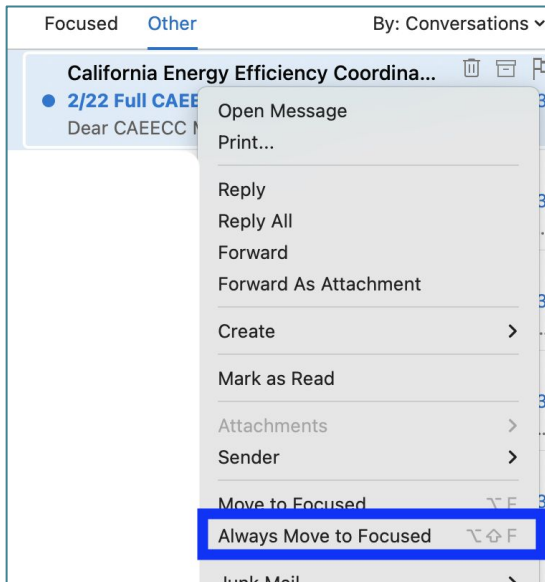 Focused Other By: Conversations
California Energy Efficiency Coordina...
2/22 Full CAEE
Dear CAECC
Open Message
Print...
Reply
Reply All
Forward
Forward As Attachment
Create
Mark as Read
Attachments
Sender
Move to Focused ⌥ F
Always Move to Focused ⌥⇧ F
Junk Mail